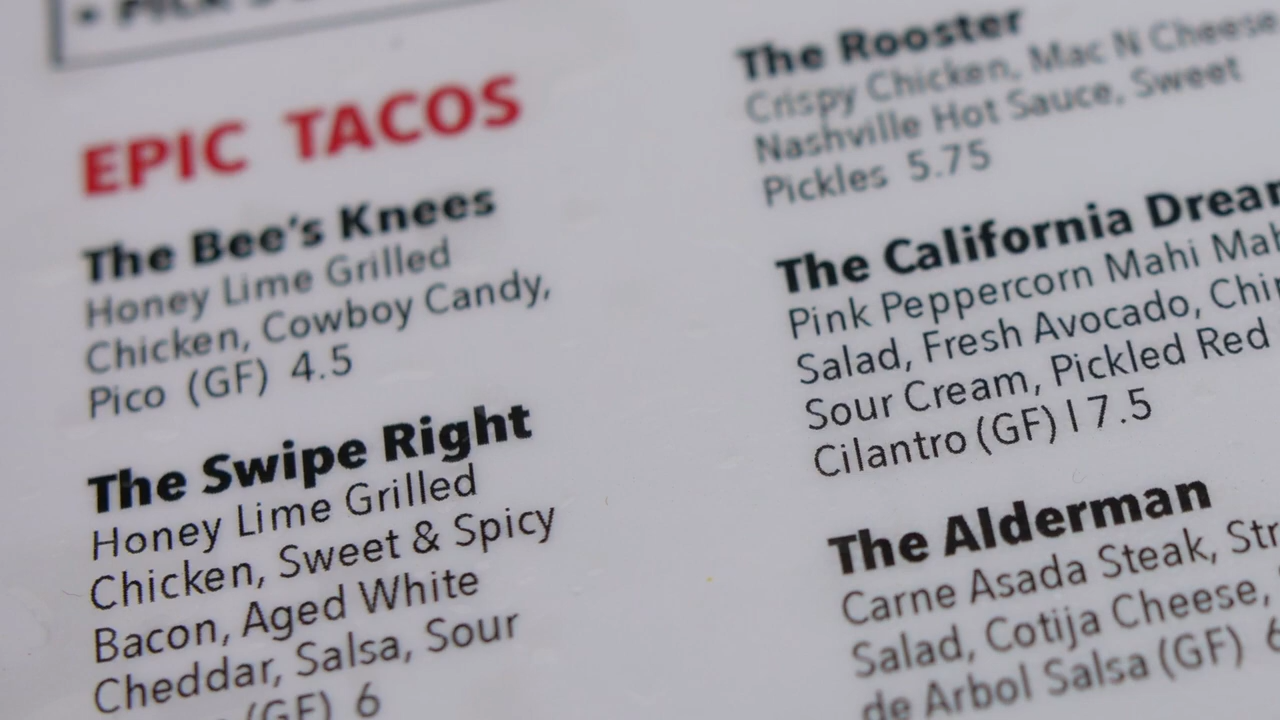 EPIC TACOS
The Bee's Knees
Honey Lime Grilled
Chicken, Cowboy Candy,
Pico (GF) 4.5
The Swipe Right
Honey Lime Grilled
Chicken, Sweet & Spicy
Bacon, Aged White
Cheddar, Salsa, Sour
(GF) 6
The Rooster
Crispy Chicken, Mac N Cheese
Nashville Hot Sauce, Sweet
Pickles 5.75
The California
Pink Peppercorn Mahi
Salad, Fresh Avocado,
Sour Cream, Pickled Red
Cilantro (GF) | 7.5
The Alderman
Carne Asada Steak,
Salad, Cotija Cheese,
de Arbol Salsa (GF)